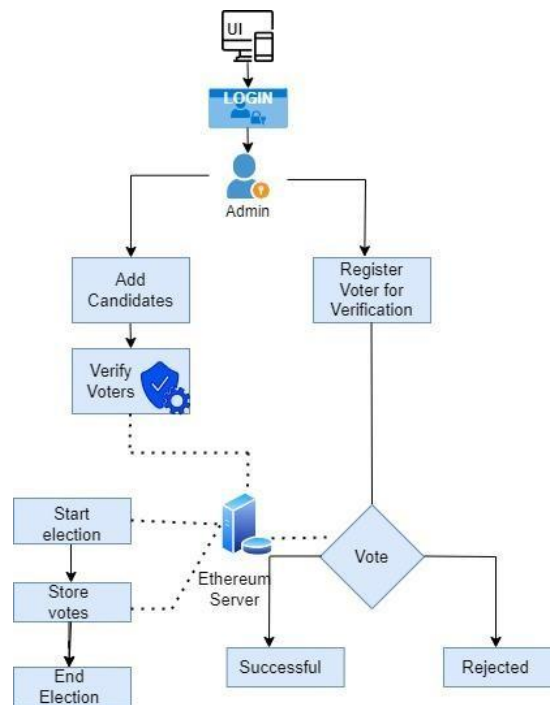 UI
LOGIN
Admin
Add
Candidates
Register
Voter for
Verification
Verify
Voters
Start
election
Ethereum
Server
Vote
Store
votes
Successful
Rejected
End
Election